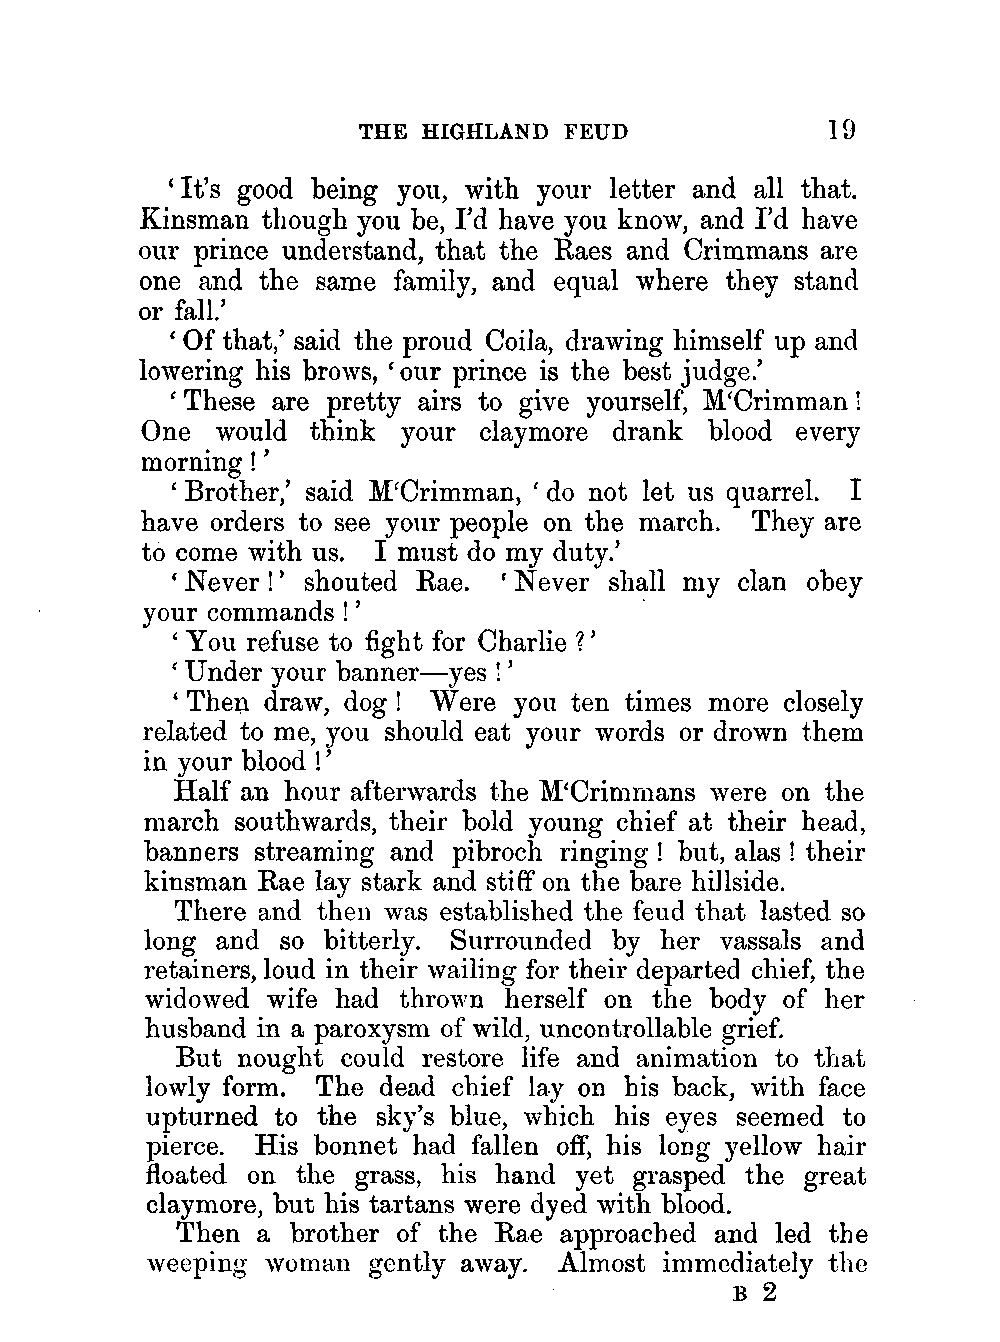 THE HIGHLAND FEUD 19
‘It’s good being you, with your letter and all that.
Kinsman though you be, I’d have you know, and I’d have
our prince understand, that the Raes and Crimmans are
one and the same family, and equal where they stand
or fall.’
‘Of that,’ said the proud Coila, drawing himself up and
lowering his brows, ‘our prince is the best judge.’
‘These are pretty airs to give yourself, M‘Crimman!
One would think your claymore drank blood every
morning!’
‘Brother,’ said M‘Crimman, ‘do not let us quarrel. I
have orders to see your people on the march. They are
to come with us. I must do my duty.’
‘Never!’ shouted Rae. ‘Never shall my clan obey
your commands!’
‘You refuse to fight for Charlie?’
‘Under your banner—yes!’
‘Then draw, dog! Were you ten times more closely
related to me, you should eat your words or drown them
in your blood!’
Half an hour afterwards the M‘Crimmans were on the
march southwards, their bold young chief at their head,
banners streaming and pibroch ringing! but, alas! their
kinsman Rae lay stark and stiff on the bare hillside.
There and then was established the feud that lasted so
long and so bitterly. Surrounded by her vassals and
retainers, loud in their wailing for their departed chief, the
widowed wife had thrown herself on the body of her
husband in a paroxysm of wild, uncontrollable grief.
But nought could restore life and animation to that
lowly form. The dead chief lay on his back, with face
upturned to the sky’s blue, which his eyes seemed to
pierce. His bonnet had fallen off, his long yellow hair
floated on the grass, his hand yet grasped the great
claymore, but his tartans were dyed with blood.
Then a brother of the Rae approached and led the
weeping woman gently away. Almost immediately the
B 2